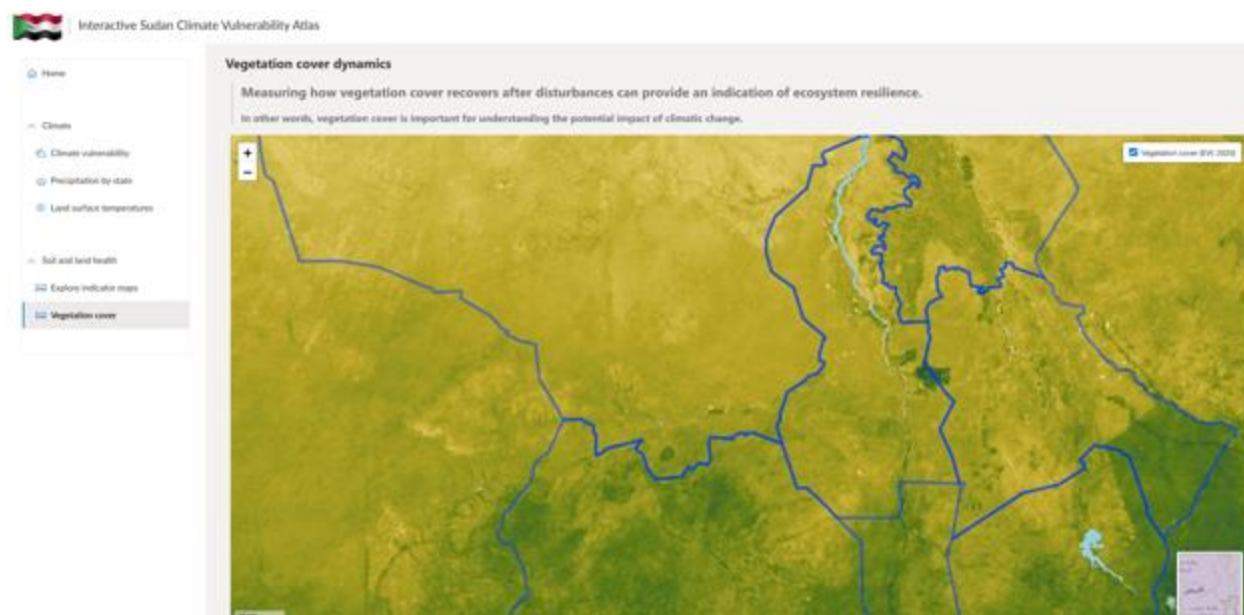 Interactive Sudan Climate Vulnerability Atlas
Home
Climate
Climate vulnerability
Precipitation by state
Land surface temperatures
Soil and land health
Explore indicator maps
Vegetation cover
Vegetation cover dynamics
Measuring how vegetation cover recovers after disturbances can provide an indication of ecosystem resilience.
In other words, vegetation cover is important for understanding the potential impact of climatic change.
+
−
Vegetation cover (EVI, 2020)